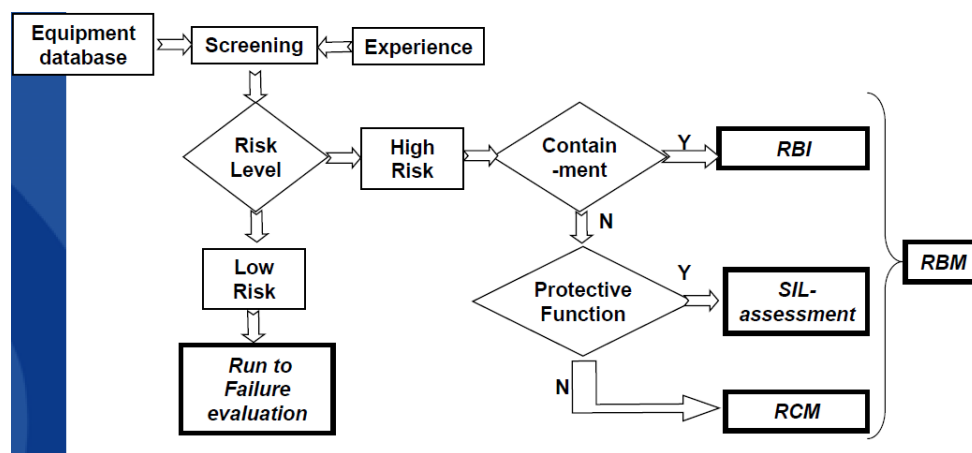 Equipment
database
Screening
Experience
Risk
Level
High
Risk
Contain
-ment
Y
RBI
N
Low
Risk
Protective
Function
Y
SIL-
assessment
RBM
Run to
Failure
evaluation
N
RCM